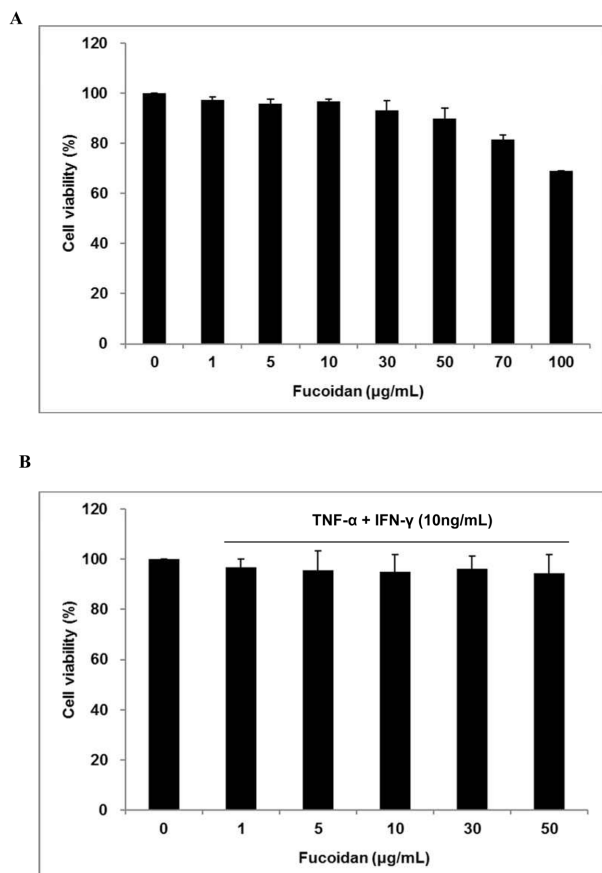 A
120
100
80
60
40
20
0
Cell viability (%)
0 1 5 10 30 50 70 100
Fucoidan (µg/mL)
B
TNF-α + IFN-γ (10ng/mL)
120
100
80
60
40
20
0
Cell viability (%)
0 1 5 10 30 50
Fucoidan (µg/mL)